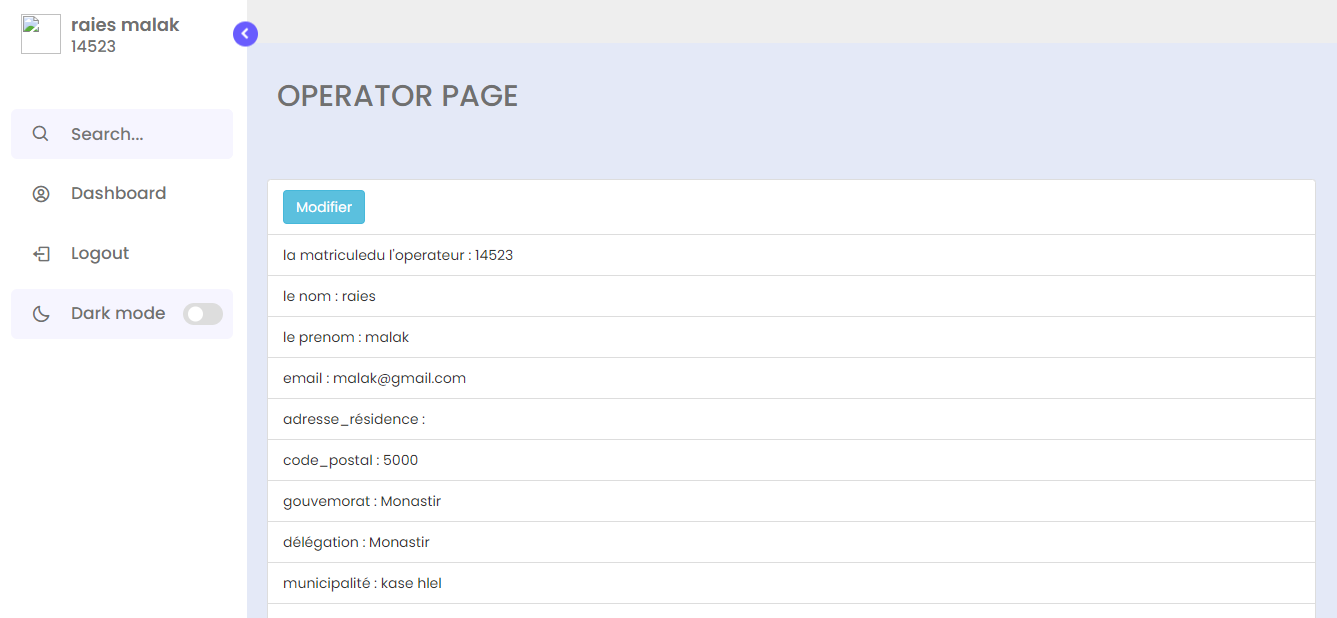 raies malak
14523
Search...
Dashboard
Logout
Dark mode
OPERATOR PAGE
Modifier
la matriculedu l'operateur : 14523
le nom : raies
le prenom : malak
email : malak@gmail.com
adresse_résidence :
code_postal : 5000
gouvemorat : Monastir
délégation : Monastir
municipalité : kase hlel